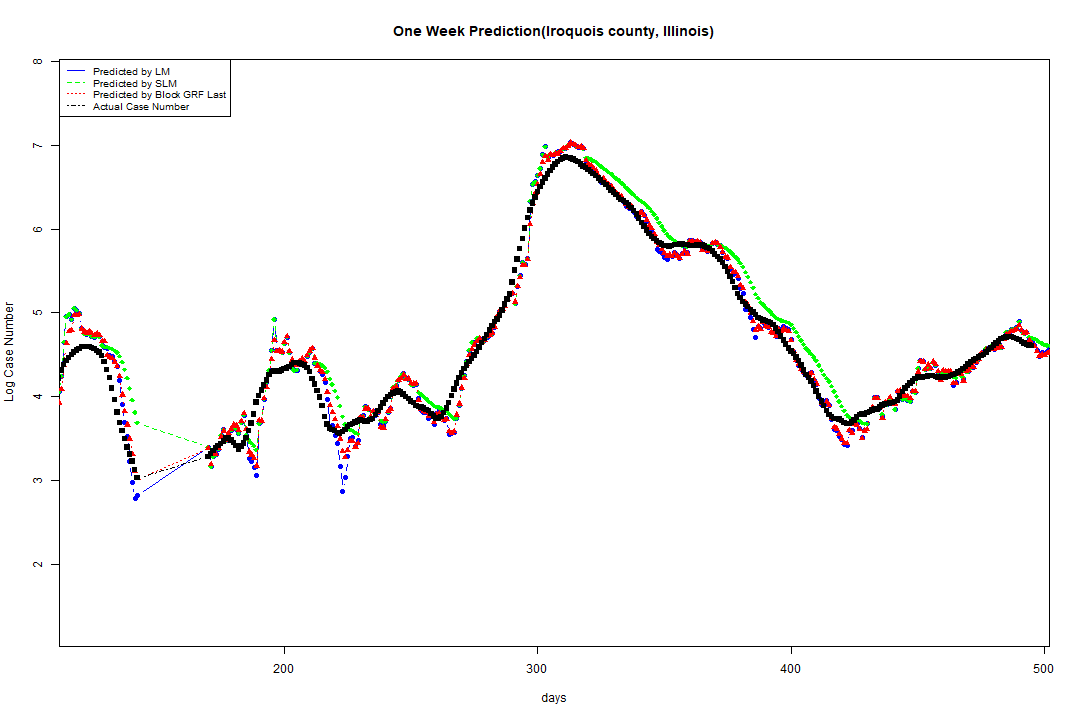 One Week Prediction(Iroquois county, Illinois)
Predicted by LM
Predicted by SLM
Predicted by Block GRF Last
Actual Case Number
8
7
6
5
4
3
2
Log Case Number
200 300 400 500
days